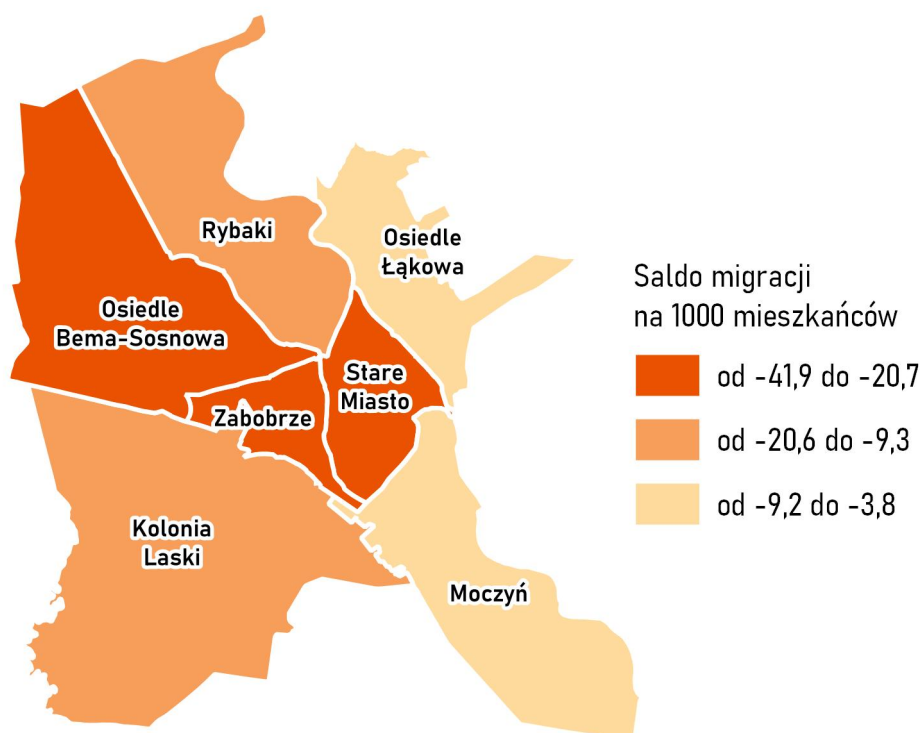 Rybaki
Osiedle
Łąkowa
Osiedle
Bema-Sosnowa
Stare
Miasto
Zabobrze
Kolonia
Laski
Moczyń
Saldo migracji
na 1000 mieszkańców
od -41,9 do -20,7
od -20,6 do -9,3
od -9,2 do -3,8